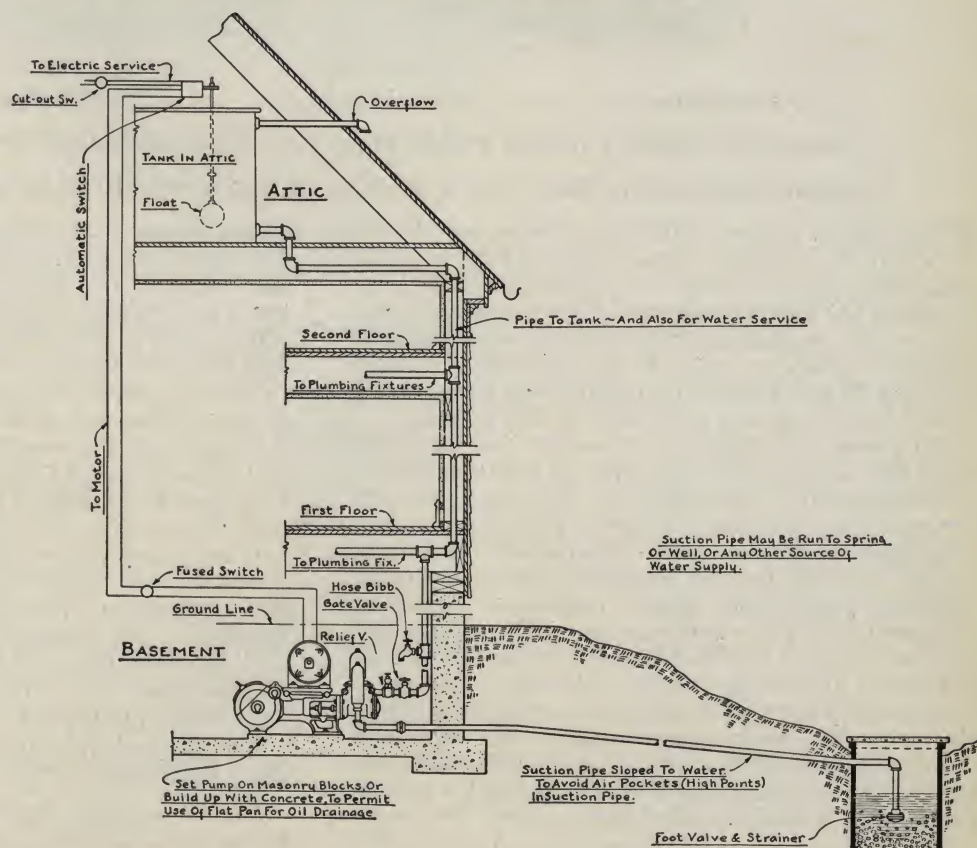 To Electric Service
Cut-out Sw.
Overflow
TANK IN ATTIC
ATTIC
Float
Automatic Switch
Pipe To Tank ~ And Also For Water Service
Second Floor
To Plumbing Fixtures
To Motor
First Floor
Suction Pipe May Be Run To Spring
Or Well, Or Any Other Source Of
Water Supply.
To Plumbing Fix.
Fused Switch
Hose Bibb
Gate Valve
Ground Line
Relief V.
BASEMENT
Set Pump On Masonry Blocks, Or
Build Up With Concrete, To Permit
Use Of Flat Pan For Oil Drainage
Suction Pipe Sloped To Water
To Avoid Air Pockets (High Points)
In Suction Pipe.
Foot Valve & Strainer